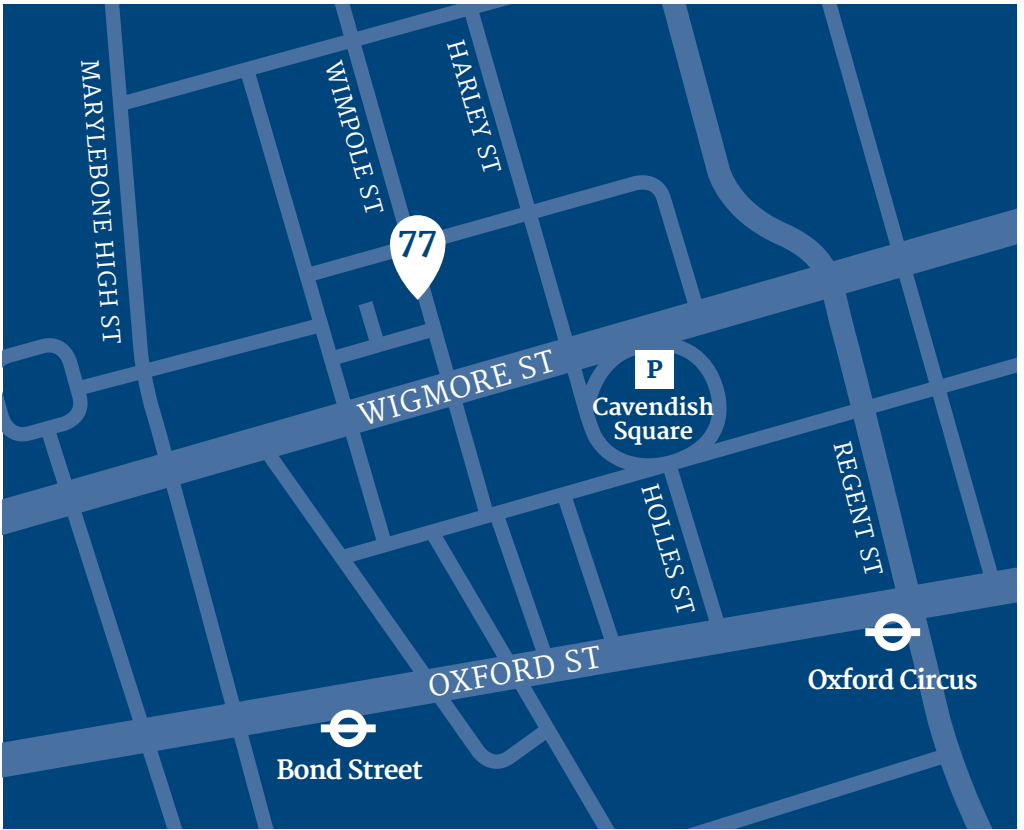 MARYLEBONE HIGH ST
WIMPOLE ST
HARLEY ST
77
WIGMORE ST
P
Cavendish
Square
HOLLES ST
REGENT ST
OXFORD ST
Oxford Circus
Bond Street